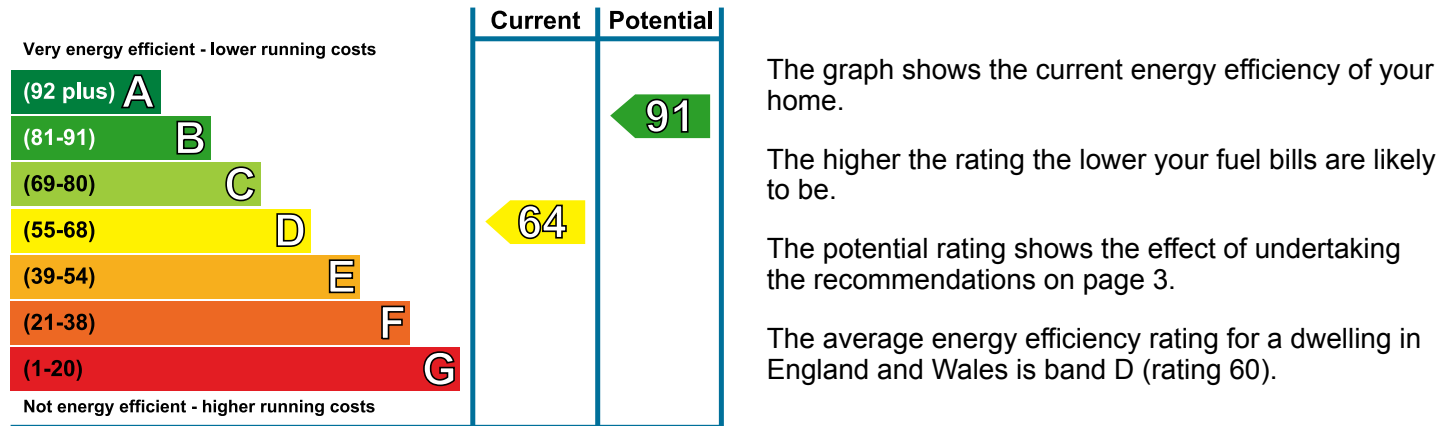 Current Potential
Very energy efficient - lower running costs
(92 plus) A
(81-91) B
(69-80) C
(55-68) D
(39-54) E
(21-38) F
(1-20) G
Not energy efficient - higher running costs
64
91
The graph shows the current energy efficiency of your
home.
The higher the rating the lower your fuel bills are likely
to be.
The potential rating shows the effect of undertaking
the recommendations on page 3.
The average energy efficiency rating for a dwelling in
England and Wales is band D (rating 60).